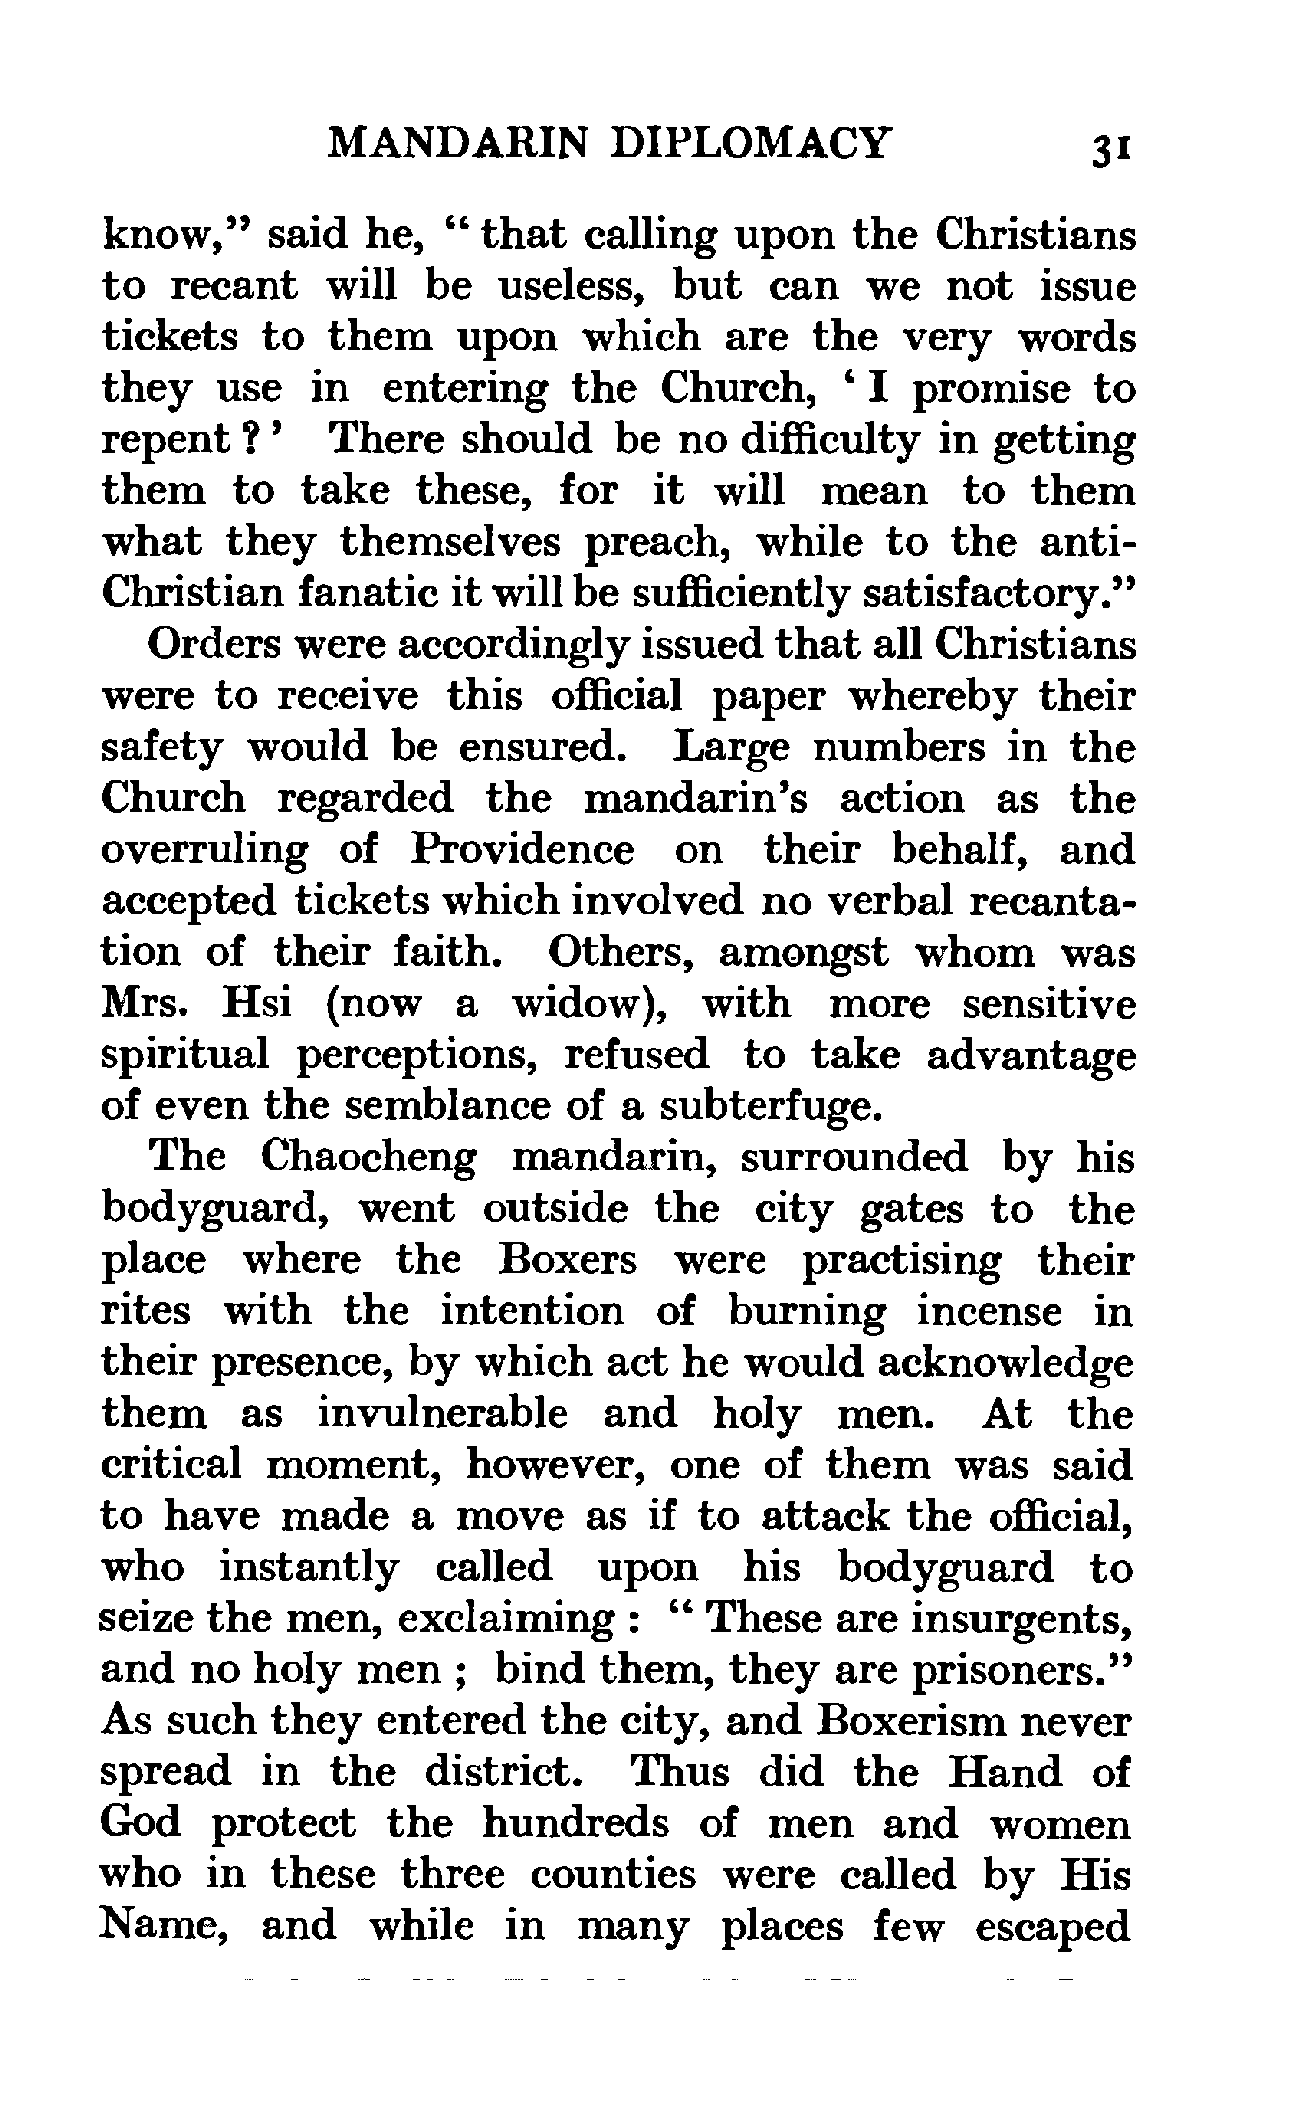 MANDARIN DIPLOMACY 31
know,” said he, “ that calling upon the Christians
to recant will be useless, but can we not issue
tickets to them upon which are the very words
they use in entering the Church, ‘ I promise to
repent ? ’ There should be no difficulty in getting
them to take these, for it will mean to them
what they themselves preach, while to the anti-
Christian fanatic it will be sufficiently satisfactory.”
Orders were accordingly issued that all Christians
were to receive this official paper whereby their
safety would be ensured. Large numbers in the
Church regarded the mandarin’s action as the
overruling of Providence on their behalf, and
accepted tickets which involved no verbal recanta-
tion of their faith. Others, amongst whom was
Mrs. Hsi (now a widow), with more sensitive
spiritual perceptions, refused to take advantage
of even the semblance of a subterfuge.
The Chaocheng mandarin, surrounded by his
bodyguard, went outside the city gates to the
place where the Boxers were practising their
rites with the intention of burning incense in
their presence, by which act he would acknowledge
them as invulnerable and holy men. At the
critical moment, however, one of them was said
to have made a move as if to attack the official,
who instantly called upon his bodyguard to
seize the men, exclaiming : “ These are insurgents,
and no holy men ; bind them, they are prisoners.”
As such they entered the city, and Boxerism never
spread in the district. Thus did the Hand of
God protect the hundreds of men and women
who in these three counties were called by His
Name, and while in many places few escaped